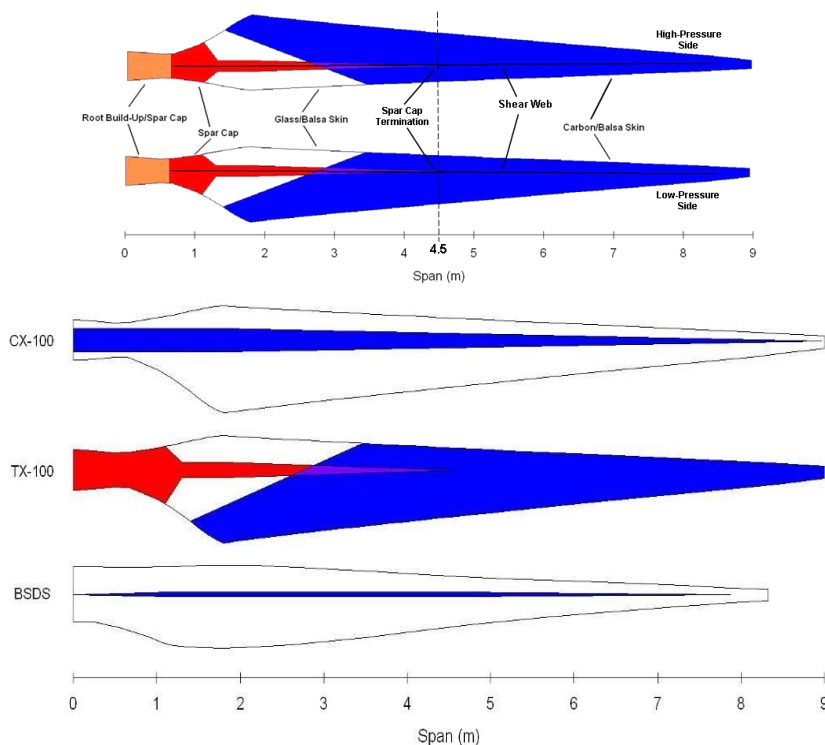 High-Pressure
Side
Root Build-Up/Spar Cap
Spar Cap
Glass/Balsa Skin
Spar Cap
Termination
Shear Web
Carbon/Balsa Skin
Low-Pressure
Side
0 1 2 3 4 4.5 5 6 7 8 9
Span (m)
CX-100
TX-100
BSDS
0 1 2 3 4 5 6 7 8 9
Span (m)